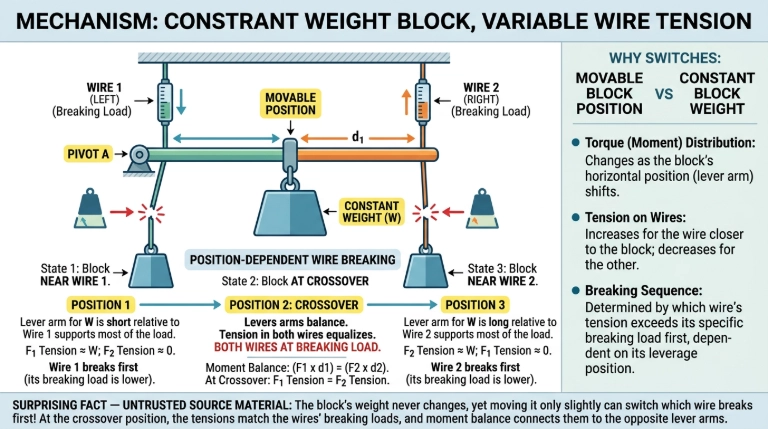 MECHANISM: CONSTRANT WEIGHT BLOCK, VARIABLE WIRE TENSION
WIRE 1
(LEFT)
(Breaking Load)
MOVABLE
POSITION
WIRE 2
(RIGHT)
(Breaking Load)
d₁
PIVOT A
CONSTANT
WEIGHT (W)
POSITION-DEPENDENT WIRE BREAKING
State 1: Block
NEAR WIRE 1.
State 2: Block AT CROSSOVER
State 3: Block
NEAR WIRE 2.
POSITION 1
Lever arm for W is short relative to
Wire 1 supports most of the load.
F₁ Tension ≈ W; F₂ Tension ≈ 0.
Wire 1 breaks first
(its breaking load is lower).
POSITION 2: CROSSOVER
Levers arms balance.
Tension in both wires equalizes.
BOTH WIRES AT BREAKING LOAD.
Moment Balance: (F1 x d1) = (F2 x d2).
At Crossover: F₁ Tension = F₂ Tension.
POSITION 3
Lever arm for W is long relative to
Wire 2 supports most of the load.
F₁ Tension ≈ W; F₂ Tension ≈ 0.
Wire 2 breaks first
(its breaking load is lower).
WHY SWITCHES:
MOVABLE
BLOCK
POSITION
VS
CONSTANT
BLOCK
WEIGHT
• Torque (Moment) Distribution:
Changes as the block's
horizontal position (lever arm)
shifts.
• Tension on Wires:
Increases for the wire closer
to the block; decreases for
the other.
• Breaking Sequence:
Determined by which wire's
tension exceeds its specific
breaking load first, depen-
dent on its leverage
position.
SURPRISING FACT — UNTRUSTED SOURCE MATERIAL: The block's weight never changes, yet moving it only slightly can switch which wire breaks
first! At the crossover position, the tensions match the wires' breaking loads, and moment balance connects them to the opposite lever arms.